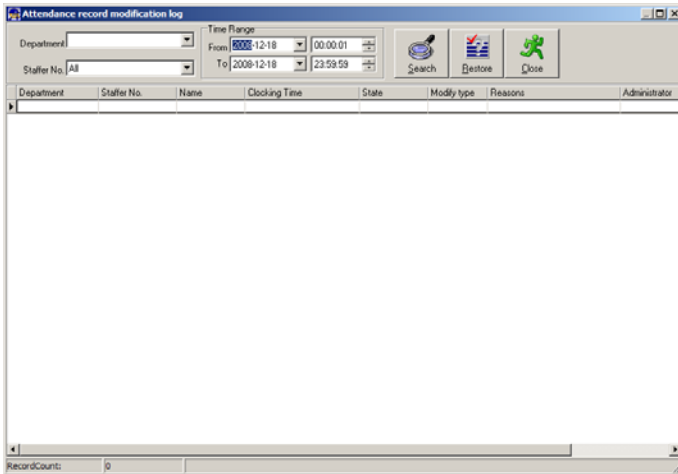 Attendance record modification log
Department
Staffer No. All
Time Range
From 2008-12-18 00:00:01
To 2008-12-18 23:59:59
Search Restore Close
Department Staffer No. Name Clocking Time State Modify type Reasons Administrator
RecordCount: 0